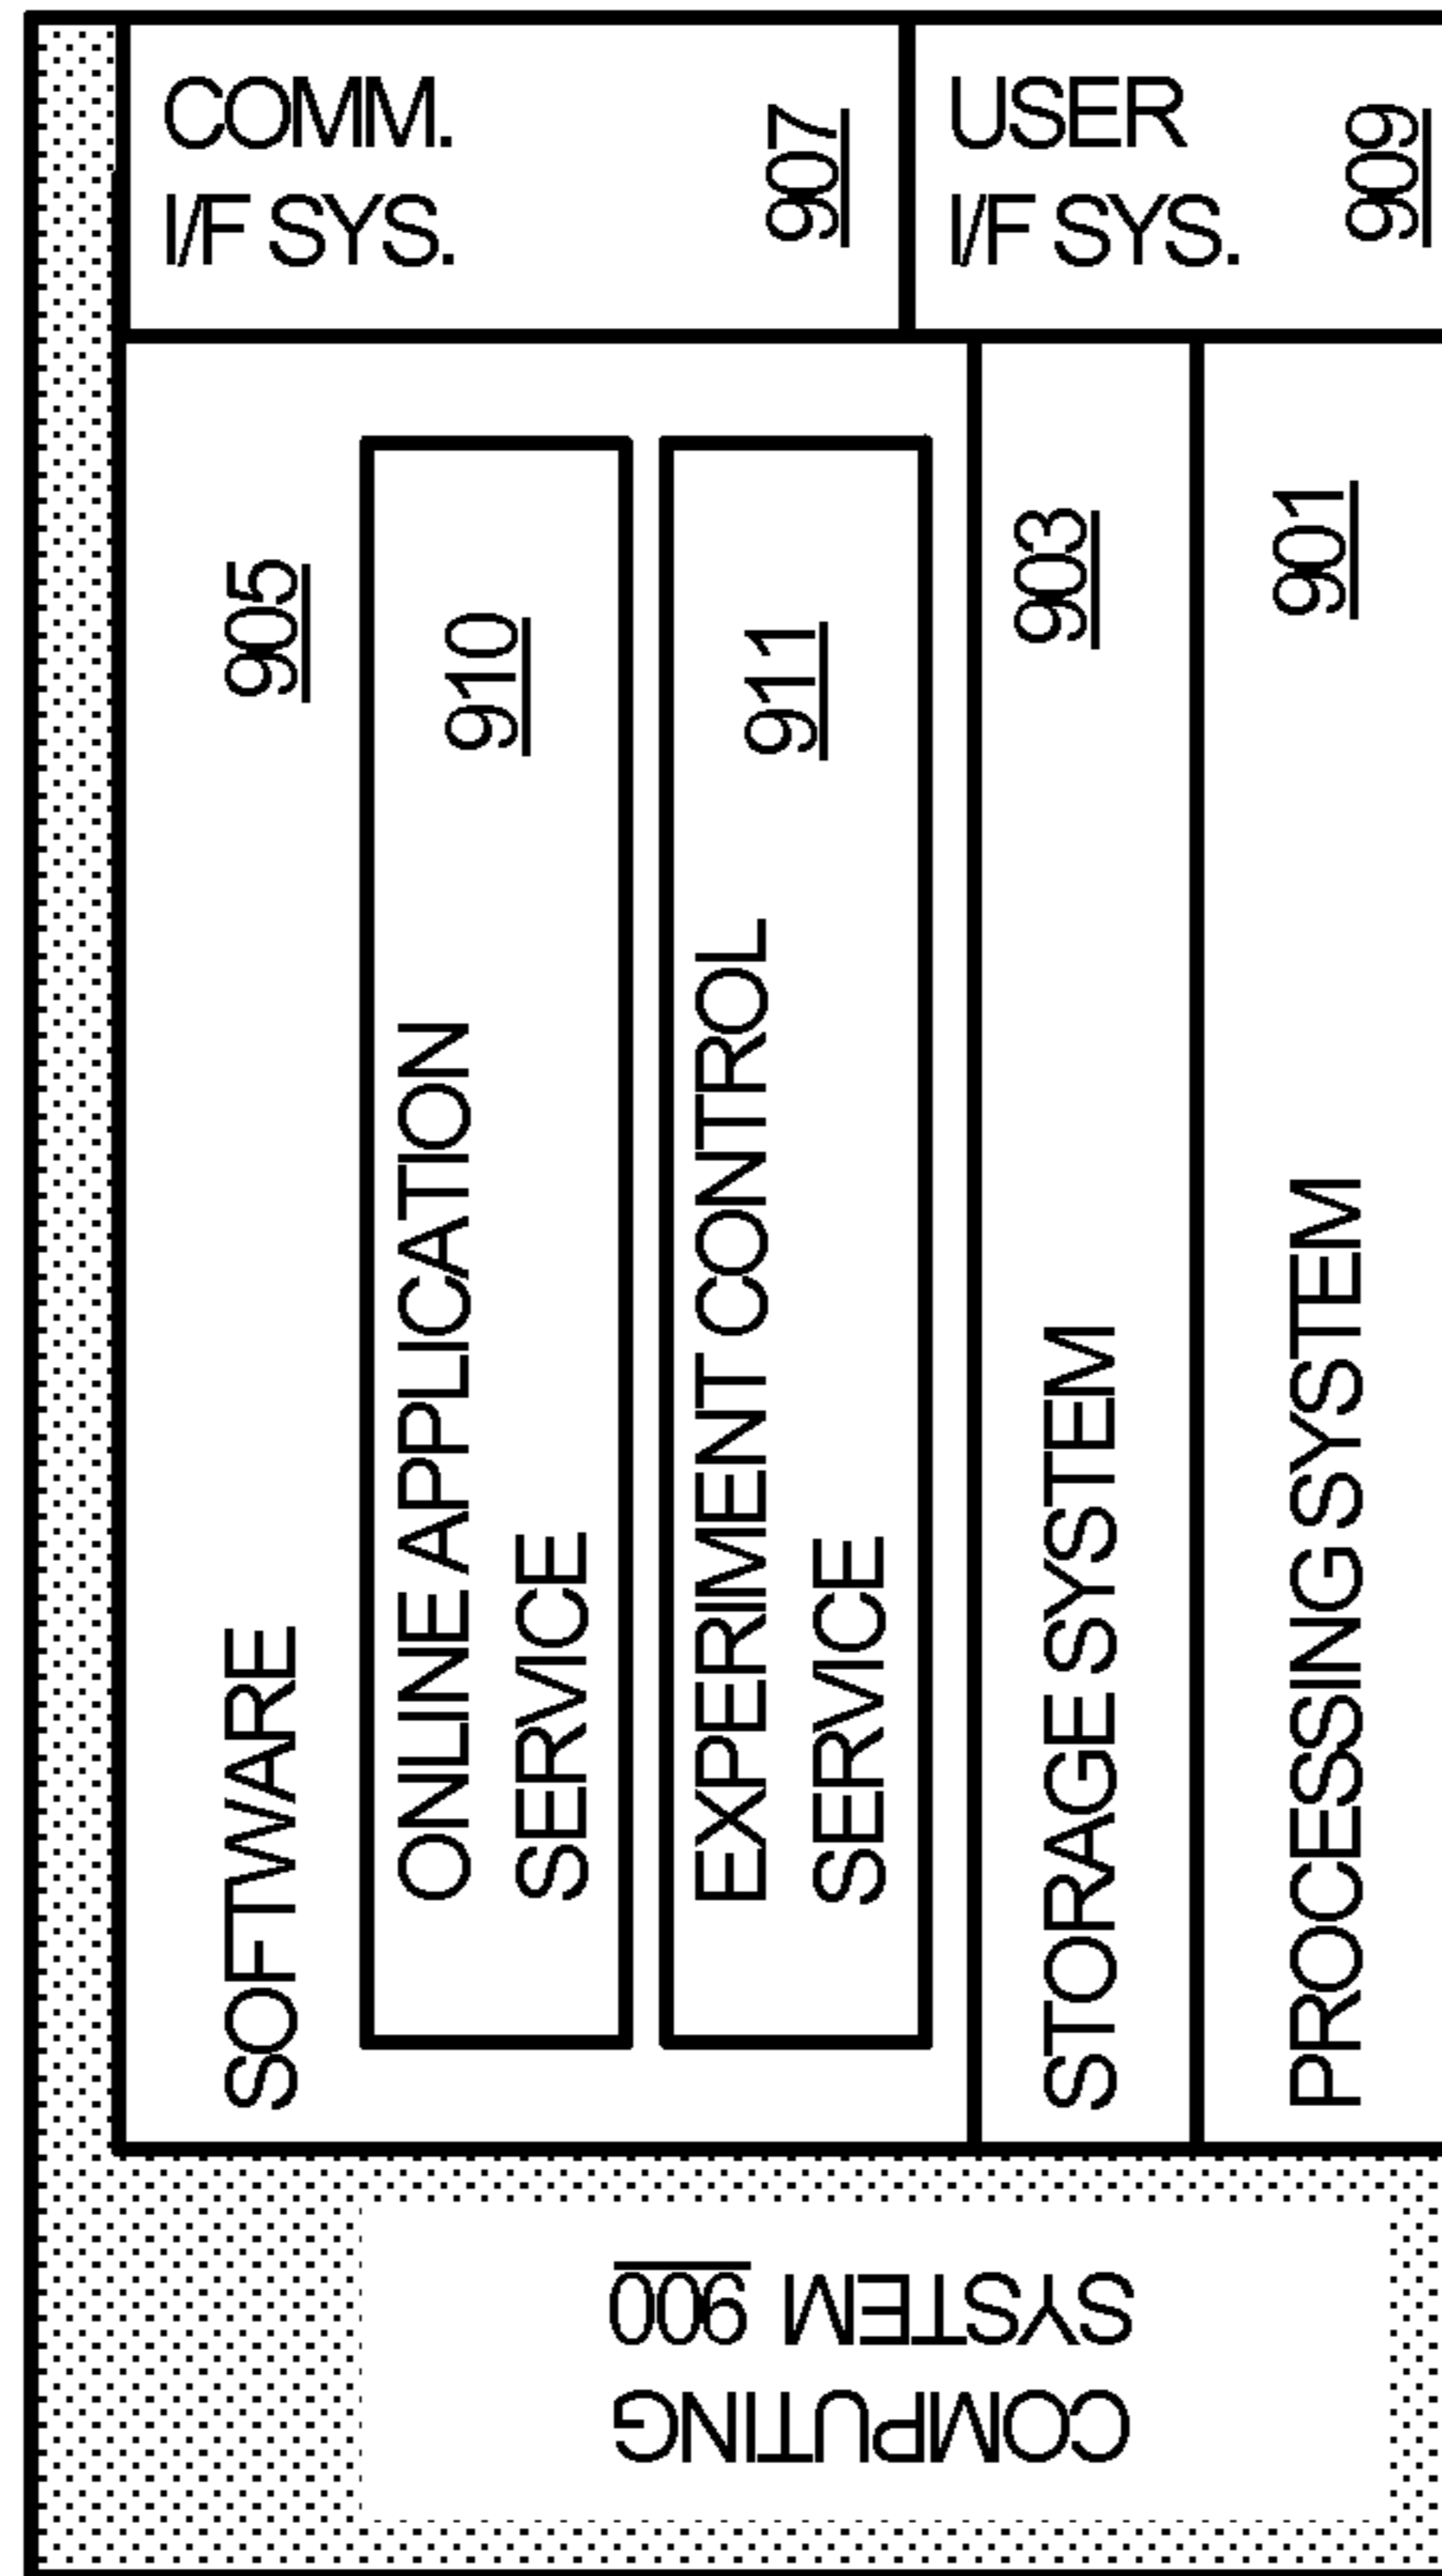 COMM.
I/F SYS.
907
USER
I/F SYS.
909
SOFTWARE
905
ONLINE APPLICATION
SERVICE
910
EXPERIMENT CONTROL
SERVICE
911
STORAGE SYSTEM
903
PROCESSING SYSTEM
901
COMPUTING
SYSTEM 900